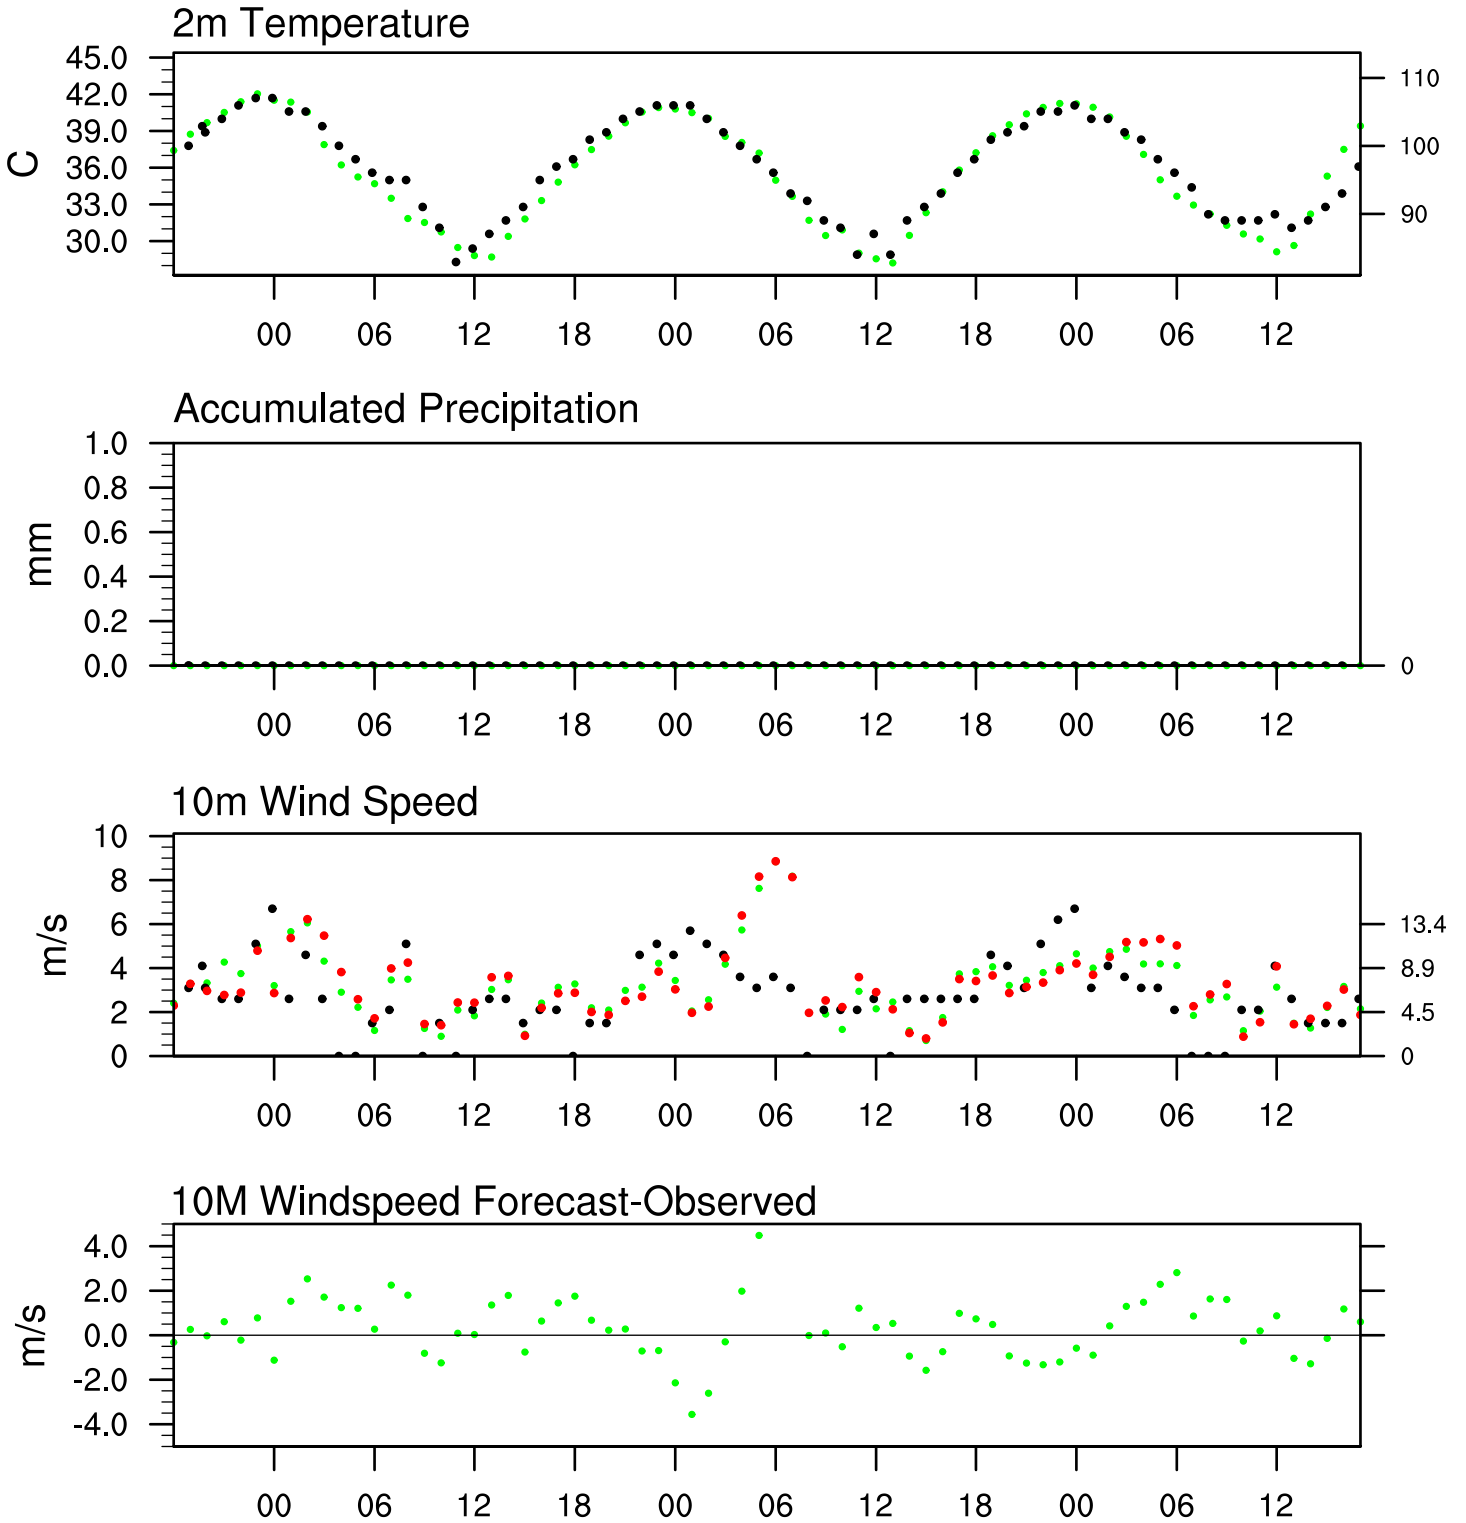 2m Temperature
45.0
42.0
39.0
36.0
33.0
30.0
C
110
100
90
00 06 12 18 00 06 12 18 00 06 12
Accumulated Precipitation
1.0
0.8
0.6
0.4
0.2
0.0
mm
0
00 06 12 18 00 06 12 18 00 06 12
10m Wind Speed
10
8
6
4
2
0
m/s
13.4
8.9
4.5
0
00 06 12 18 00 06 12 18 00 06 12
10M Windspeed Forecast-Observed
4.0
2.0
0.0
-2.0
-4.0
m/s
00 06 12 18 00 06 12 18 00 06 12